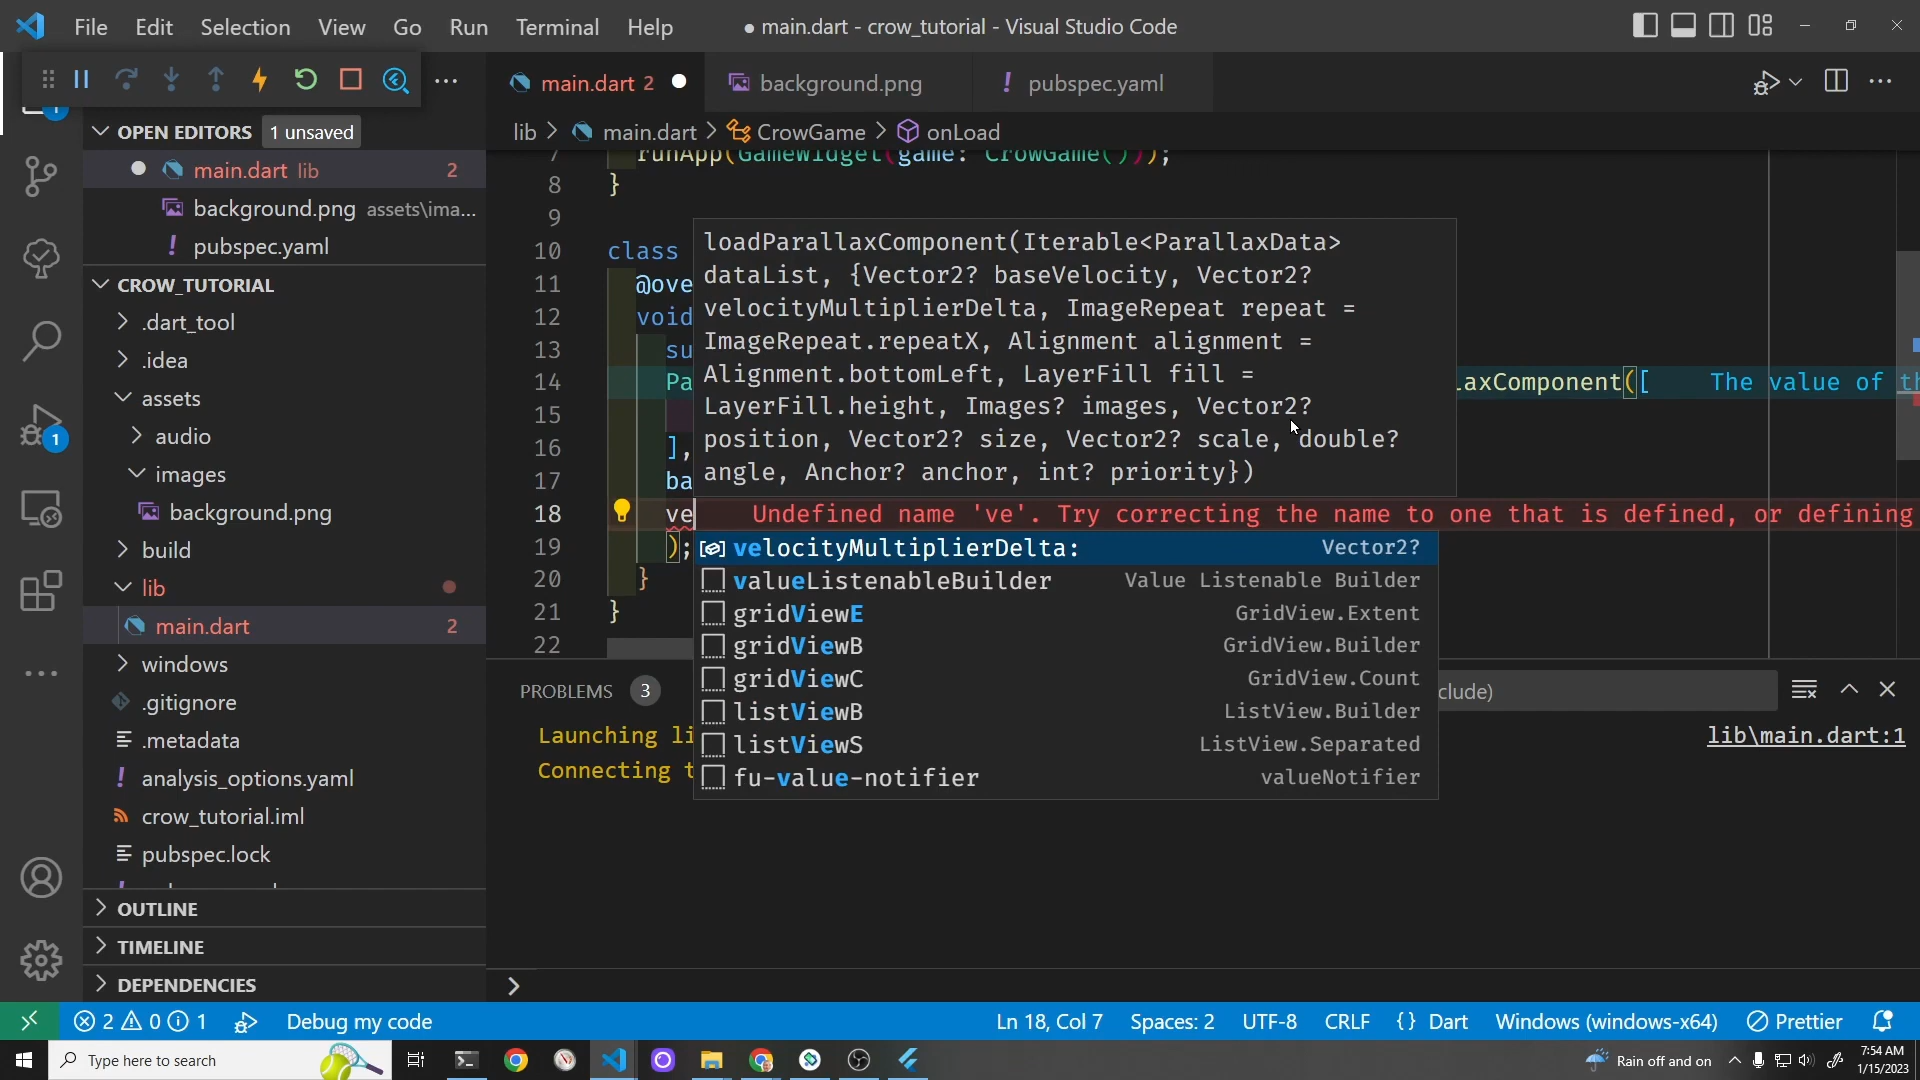 File Edit Selection View Go Run Terminal Help
● main.dart - crow_tutorial - Visual Studio Code
main.dart 2
background.png
! pubspec.yaml
OPEN EDITORS 1 unsaved
main.dart lib 2
background.png assets\ima...
! pubspec.yaml
CROW_TUTORIAL
.dart_tool
.idea
assets
audio
images
background.png
build
lib
main.dart 2
windows
.gitignore
.metadata
! analysis_options.yaml
crow_tutorial.iml
pubspec.lock
OUTLINE
TIMELINE
DEPENDENCIES
1
lib > main.dart > CrowGame > onLoad
7 runApp(GameWidget(game: CrowGame()));
8 }
9
10 class
11 @ove
12 void
13 su
14 Pa
laxComponent([ The value of th
15
16 ],
17 ba
18 ve Undefined name 've'. Try correcting the name to one that is defined, or defining
19 );
20 }
21 }
22
loadParallaxComponent(Iterable<ParallaxData>
dataList, {Vector2? baseVelocity, Vector2?
velocityMultiplierDelta, ImageRepeat repeat =
ImageRepeat.repeatX, Alignment alignment =
Alignment.bottomLeft, LayerFill fill =
LayerFill.height, Images? images, Vector2?
position, Vector2? size, Vector2? scale, double?
angle, Anchor? anchor, int? priority})
velocityMultiplierDelta: Vector2?
valueListenableBuilder Value Listenable Builder
gridViewE GridView.Extent
gridViewB GridView.Builder
gridViewC GridView.Count
listViewB ListView.Builder
listViewS ListView.Separated
fu-value-notifier valueNotifier
PROBLEMS 3
clude)
Launching li
Connecting t
lib\main.dart:1
2 0 1 Debug my code
Ln 18, Col 7 Spaces: 2 UTF-8 CRLF {} Dart Windows (windows-x64) Prettier
Type here to search
Rain off and on
7:54 AM
1/15/2023